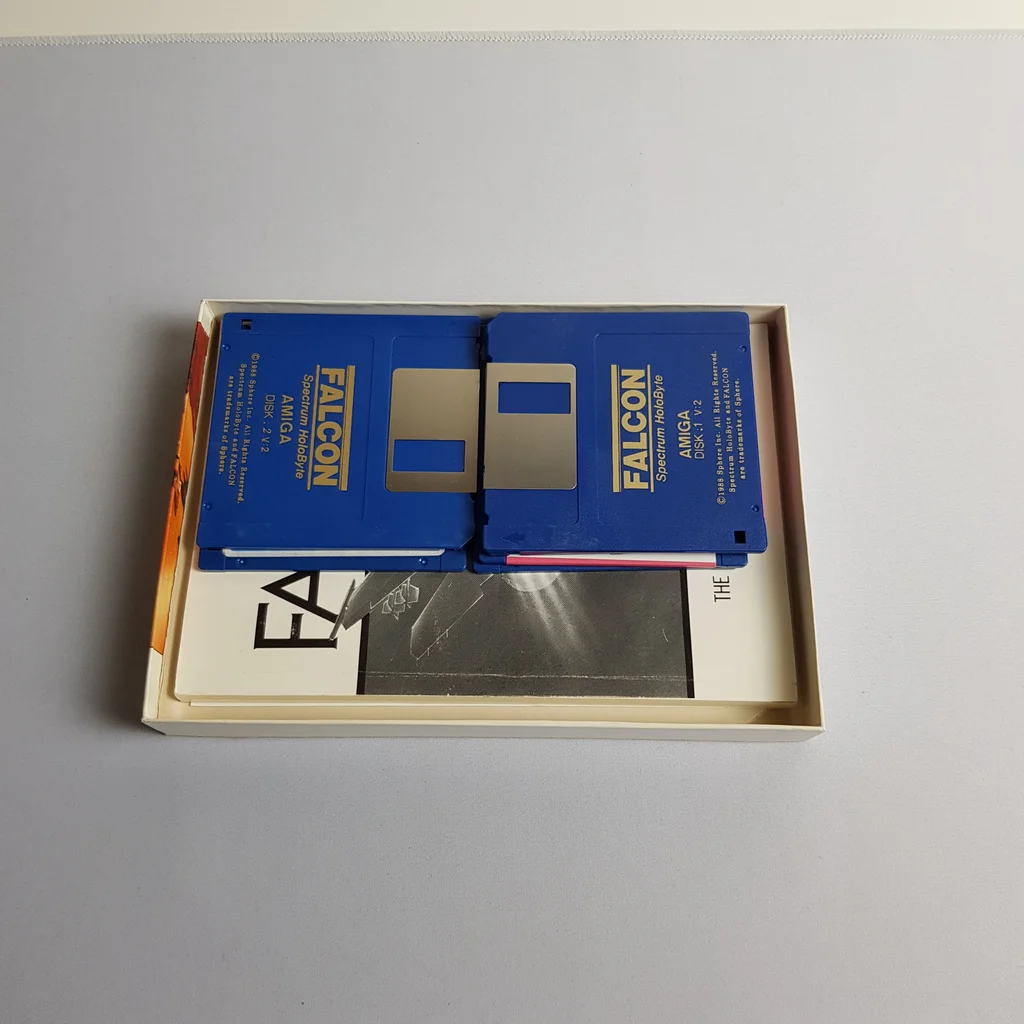 FALCON
Spectrum HoloByte
AMIGA
DISK : 2 V:2
©1988 Sphere Inc. All Rights Reserved.
Spectrum HoloByte and FALCON
are trademarks of Sphere.
FALCON
Spectrum HoloByte
AMIGA
DISK : 1 V:2
©1988 Sphere Inc. All Rights Reserved.
Spectrum HoloByte and FALCON
are trademarks of Sphere.
FA
THE